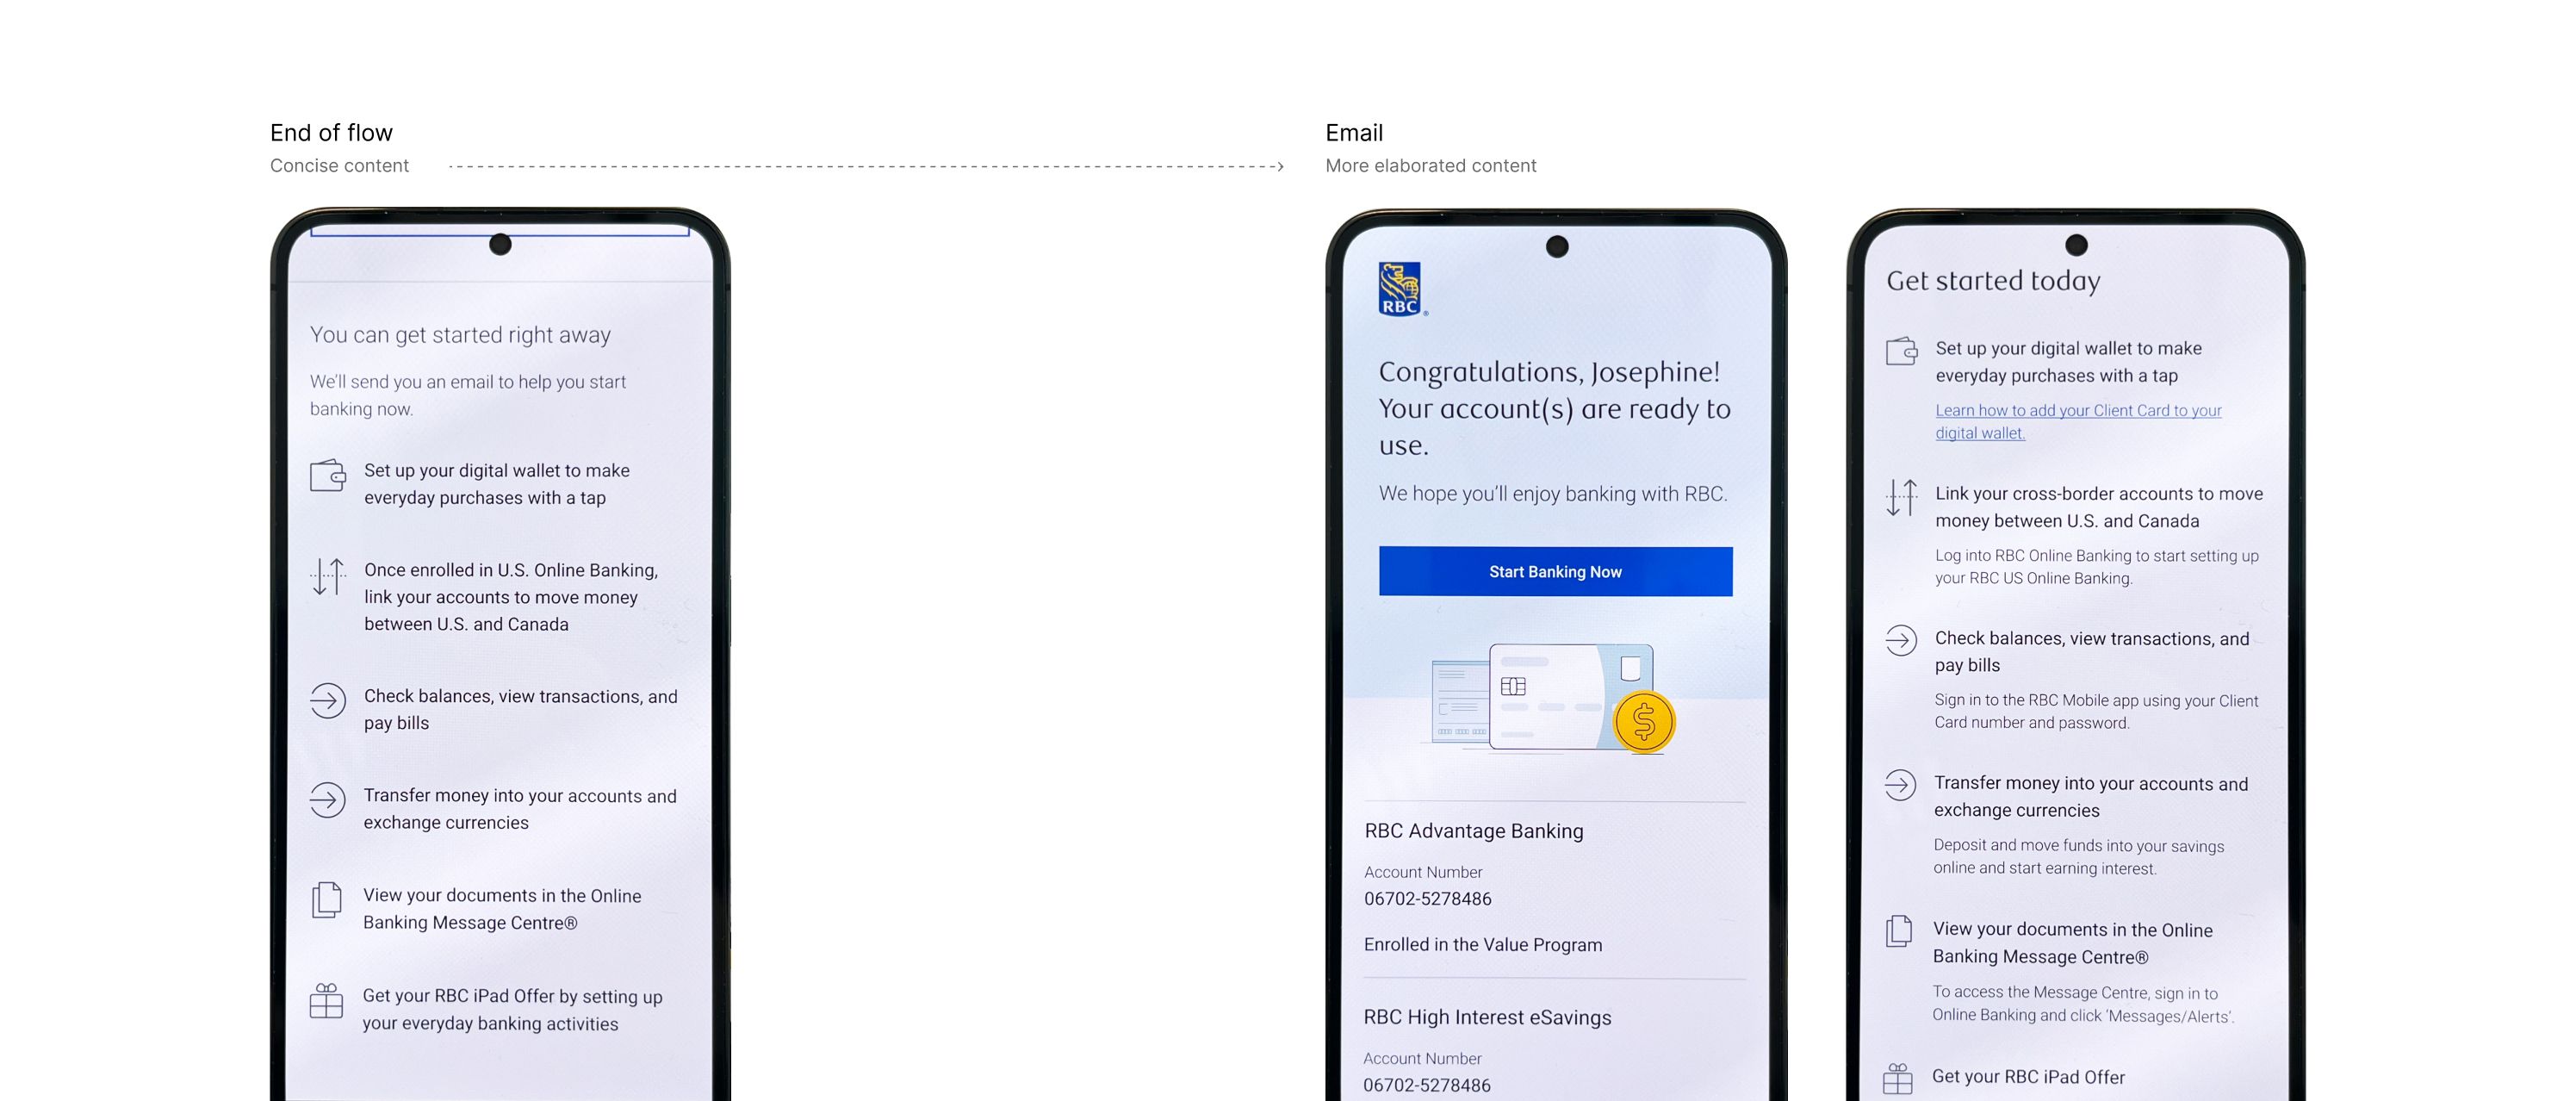 End of flow
Concise content
You can get started right away
We'll send you an email to help you start
banking now.
Set up your digital wallet to make
everyday purchases with a tap
Once enrolled in U.S. Online Banking,
link your accounts to move money
between U.S. and Canada
Check balances, view transactions, and
pay bills
Transfer money into your accounts and
exchange currencies
View your documents in the Online
Banking Message Centre®
Get your RBC iPad Offer by setting up
your everyday banking activities
Email
More elaborated content
RBC ®
Congratulations, Josephine!
Your account(s) are ready to
use.
We hope you'll enjoy banking with RBC.
Start Banking Now
$
RBC Advantage Banking
Account Number
06702-5278486
Enrolled in the Value Program
RBC High Interest eSavings
Account Number
06702-5278486
Get started today
Set up your digital wallet to make
everyday purchases with a tap
Learn how to add your Client Card to your
digital wallet.
Link your cross-border accounts to move
money between U.S. and Canada
Log into RBC Online Banking to start setting up
your RBC US Online Banking.
Check balances, view transactions, and
pay bills
Sign in to the RBC Mobile app using your Client
Card number and password.
Transfer money into your accounts and
exchange currencies
Deposit and move funds into your savings
online and start earning interest.
View your documents in the Online
Banking Message Centre®
To access the Message Centre, sign in to
Online Banking and click 'Messages/Alerts'.
Get your RBC iPad Offer